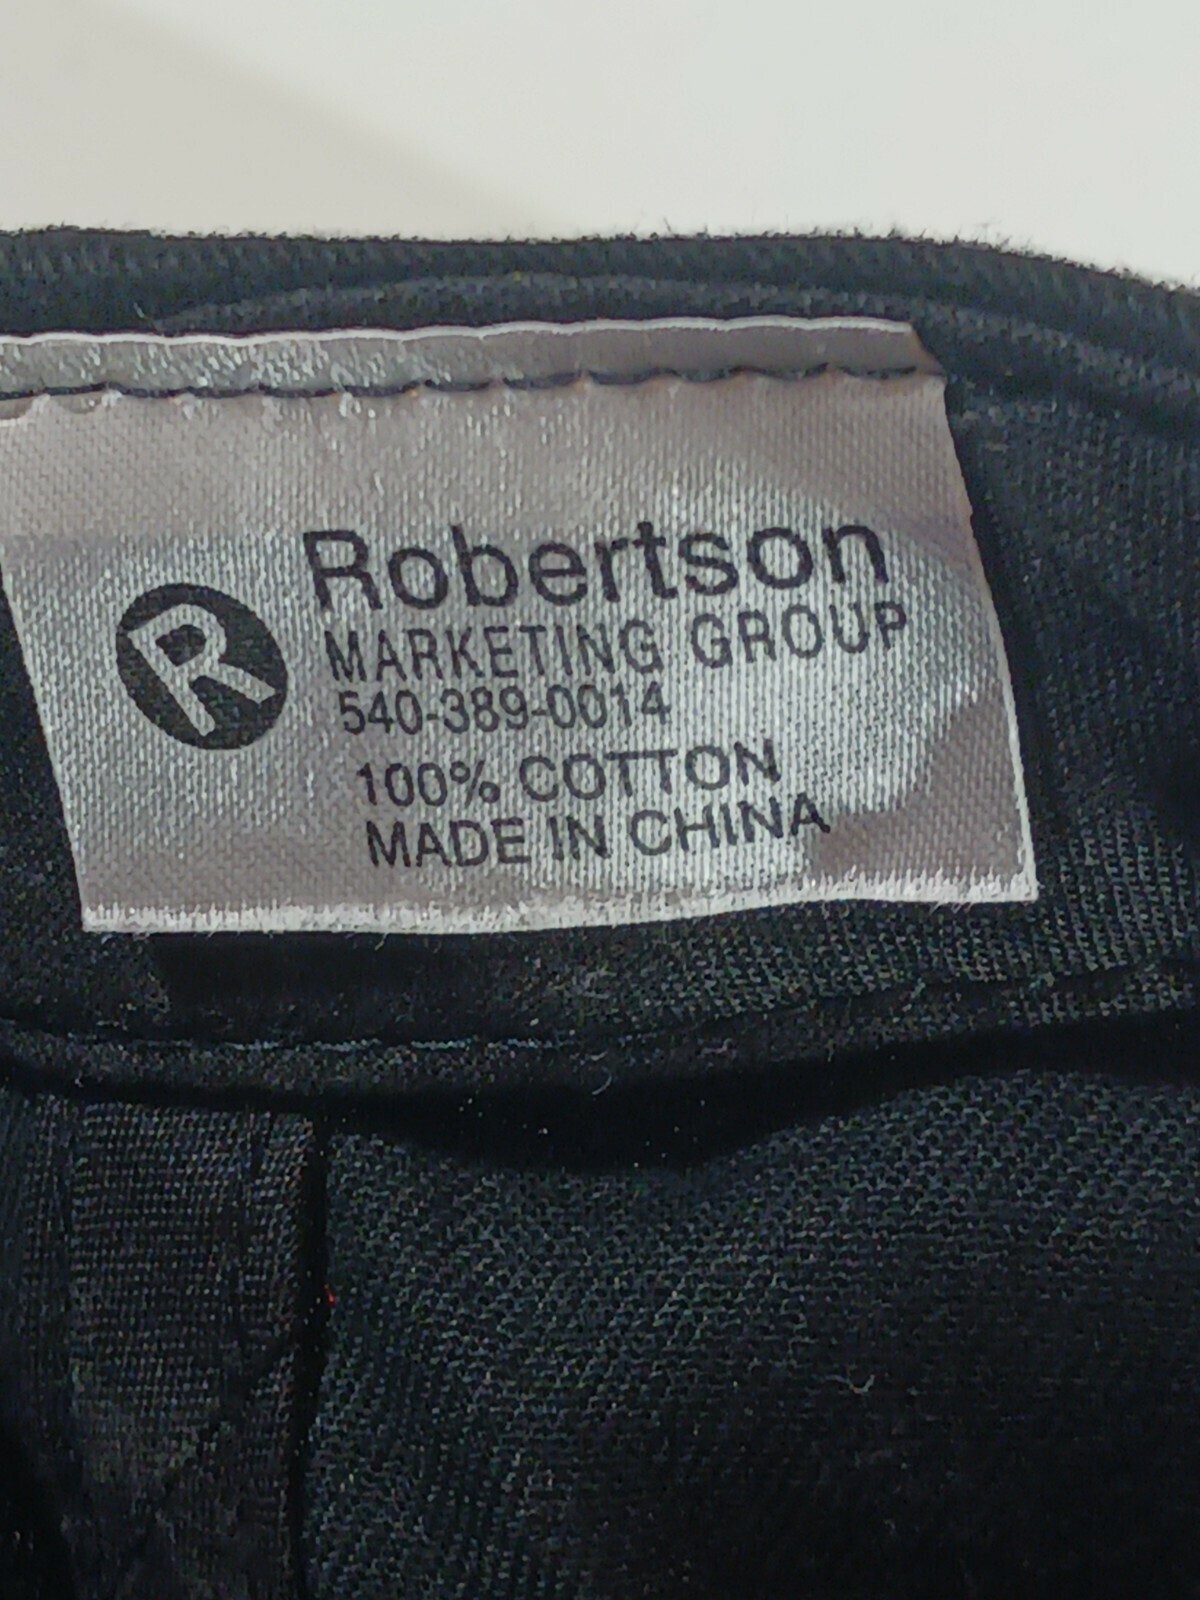 R
Robertson
MARKETING GROUP
540-389-0014
100% COTTON
MADE IN CHINA